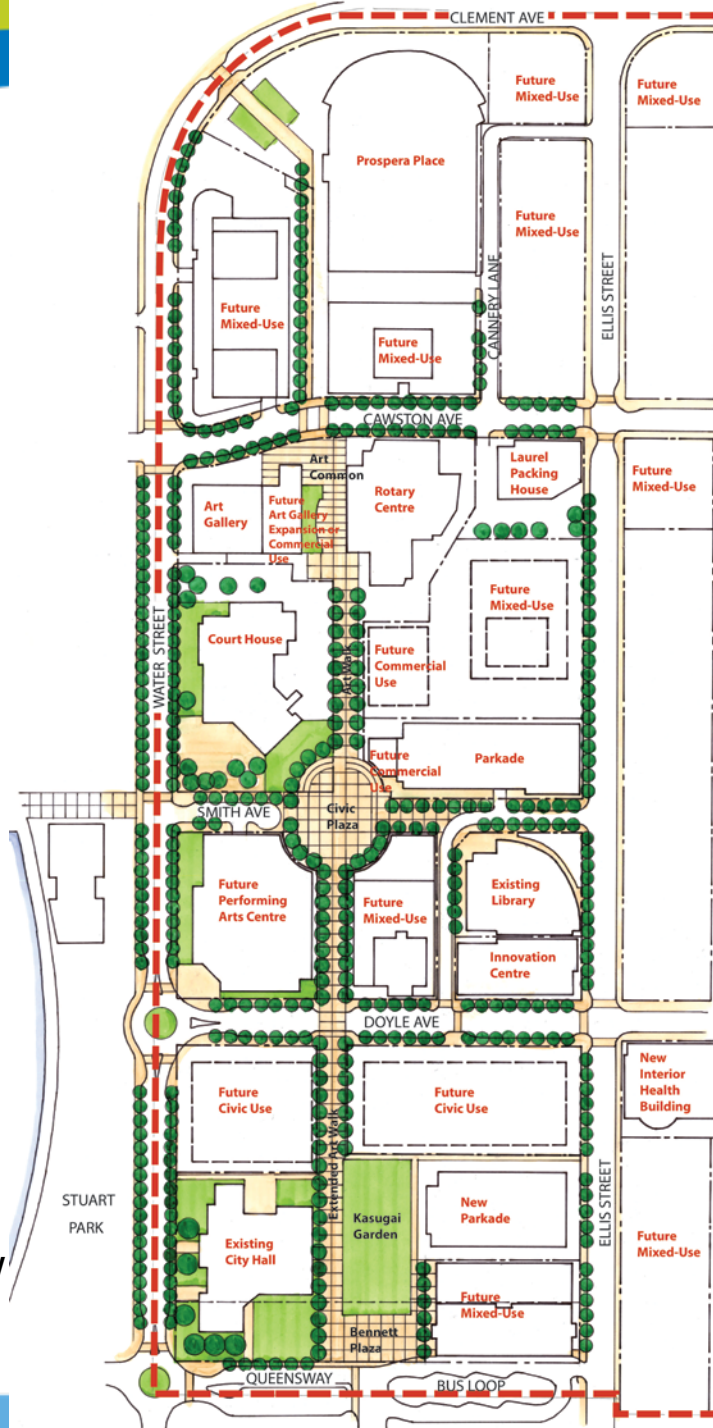 CLEMENT AVE
Future
Mixed-Use
Future
Mixed-Use
Prospera Place
Future
Mixed-Use
CANNERY LANE
ELLIS STREET
Future
Mixed-Use
Future
Mixed-Use
CAWSTON AVE
Art
Common
Laurel
Packing
House
Future
Mixed-Use
Art
Gallery
Future
Art Gallery
Expansion or
Commercial
Use
Rotary
Centre
Future
Mixed-Use
WATER STREET
Court House
Art Walk
Future
Commercial
Use
Future
Commercial
Use
Parkade
SMITH AVE
Civic
Plaza
Future
Performing
Arts Centre
Future
Mixed-Use
Existing
Library
Innovation
Centre
DOYLE AVE
New
Interior
Health
Building
Future
Civic Use
Future
Civic Use
Extended Art Walk
STUART
PARK
Existing
City Hall
Kasugai
Garden
New
Parkade
ELLIS STREET
Future
Mixed-Use
Future
Mixed-Use
Bennett
Plaza
QUEENSWAY
BUS LOOP